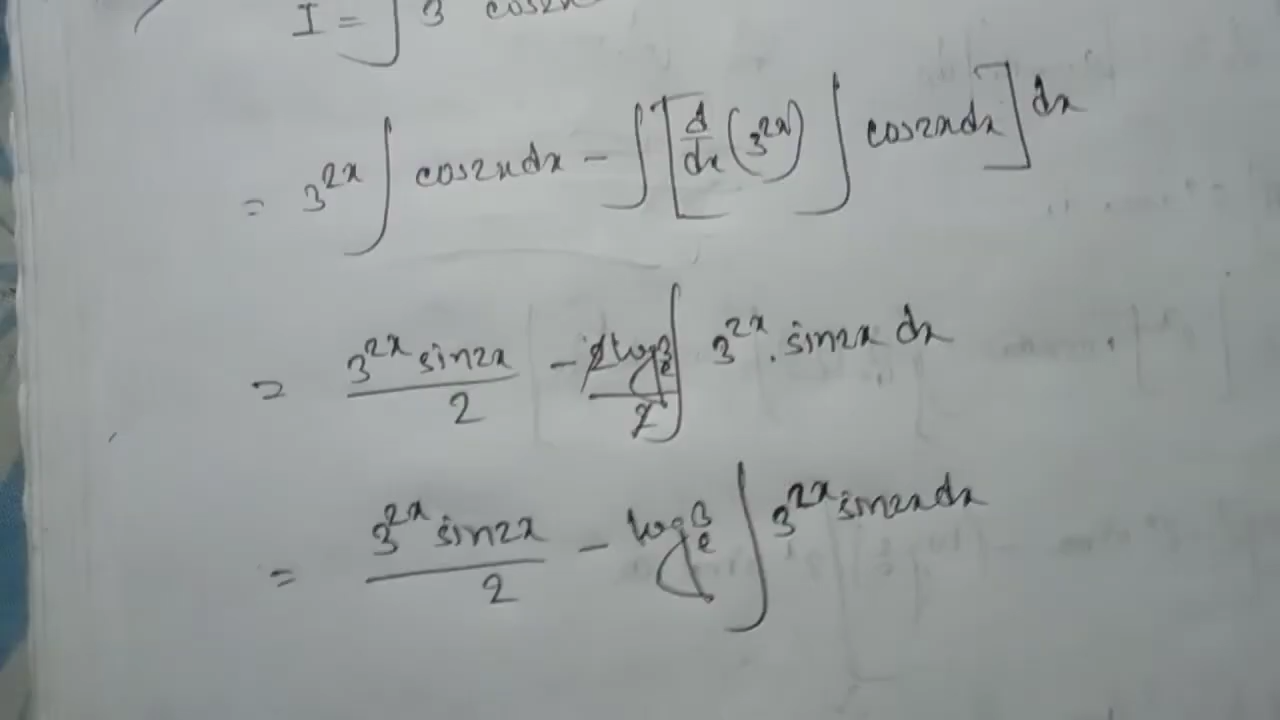 I = ∫ 3 cos2x
= 3^{2x} ∫ cos2x dx - ∫ [d/dx (3^{2x}) ∫ cos2x dx] dx
= 3^{2x} sin2x / 2 - 2 log_e 3 / 2 ∫ 3^{2x} . sin2x dx
= 3^{2x} sin2x / 2 - log_e 3 ∫ 3^{2x} sin2x dx